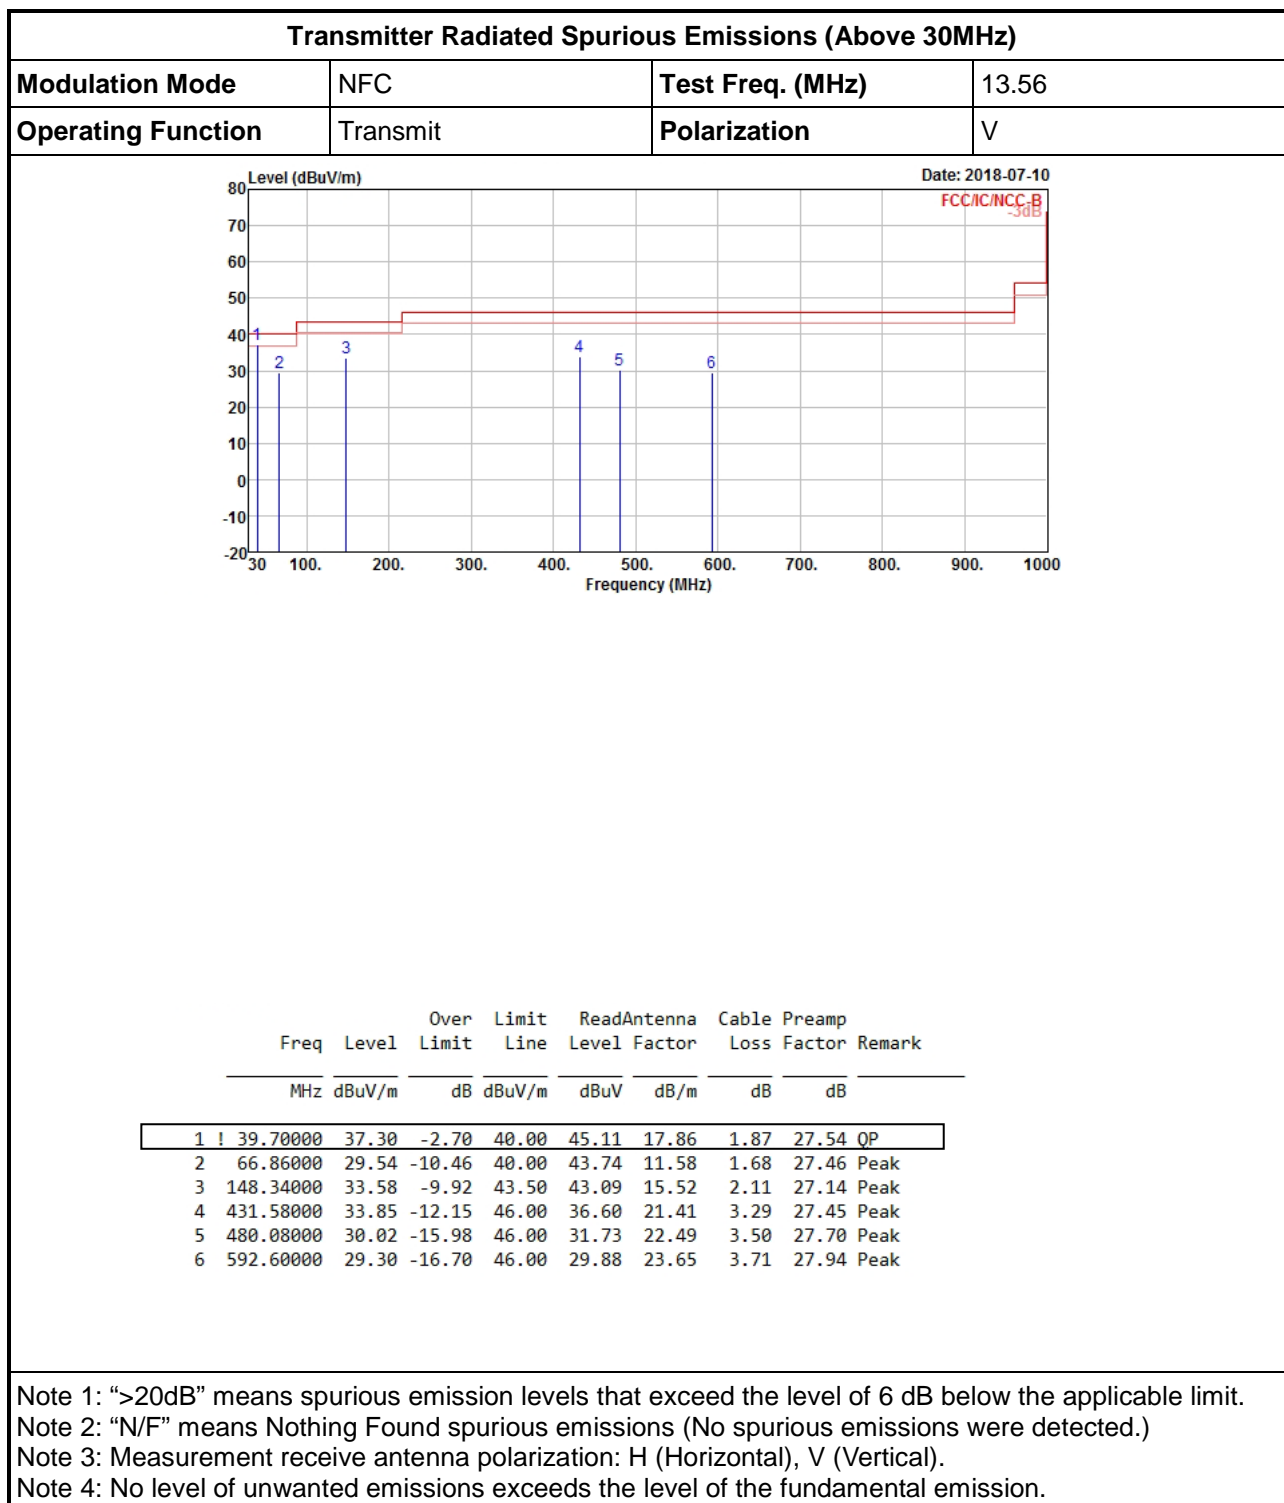 Transmitter Radiated Spurious Emissions (Above 30MHz)
Modulation Mode NFC Test Freq. (MHz) 13.56
Operating Function Transmit Polarization V
Level (dBuV/m) Date: 2018-07-10
80
FCC/IC/NCC-B
-3dB
70
60
50
40
30
20
10
0
-10
-20
1
2
3
4
5
6
30 100. 200. 300. 400. 500. 600. 700. 800. 900. 1000
Frequency (MHz)
Over Limit ReadAntenna Cable Preamp
Freq Level Limit Line Level Factor Loss Factor Remark
MHz dBuV/m dB dBuV/m dBuV dB/m dB dB
1 ! 39.70000 37.30 -2.70 40.00 45.11 17.86 1.87 27.54 QP
2 66.86000 29.54 -10.46 40.00 43.74 11.58 1.68 27.46 Peak
3 148.34000 33.58 -9.92 43.50 43.09 15.52 2.11 27.14 Peak
4 431.58000 33.85 -12.15 46.00 36.60 21.41 3.29 27.45 Peak
5 480.08000 30.02 -15.98 46.00 31.73 22.49 3.50 27.70 Peak
6 592.60000 29.30 -16.70 46.00 29.88 23.65 3.71 27.94 Peak
Note 1: “>20dB” means spurious emission levels that exceed the level of 6 dB below the applicable limit.
Note 2: “N/F” means Nothing Found spurious emissions (No spurious emissions were detected.)
Note 3: Measurement receive antenna polarization: H (Horizontal), V (Vertical).
Note 4: No level of unwanted emissions exceeds the level of the fundamental emission.